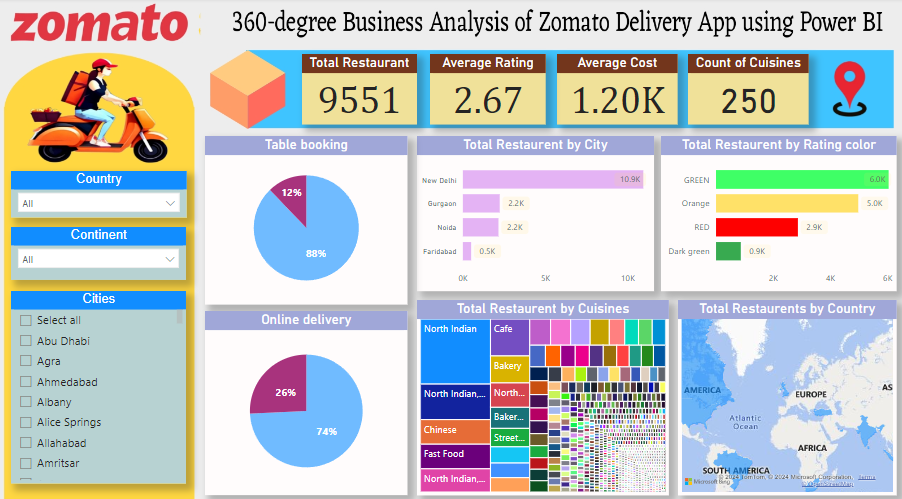 zomato
360-degree Business Analysis of Zomato Delivery App using Power BI
Total Restaurant
9551
Average Rating
2.67
Average Cost
1.20K
Count of Cuisines
250
Country
All
Continent
All
Cities
Select all
Abu Dhabi
Agra
Ahmedabad
Albany
Alice Springs
Allahabad
Amritsar
Table booking
12%
88%
Online delivery
26%
74%
Total Restaurent by City
New Delhi
10.9K
Gurgaon
2.2K
Noida
2.2K
Faridabad
0.5K
0K
5K
10K
Total Restaurent by Rating color
GREEN
6.0K
Orange
5.0K
RED
2.9K
Dark green
0.9K
2K
4K
6K
Total Restaurent by Cuisines
North Indian
North Indian,...
Chinese
Fast Food
North Indian,...
Cafe
Bakery
North...
Baker...
Street...
Total Restaurents by Country
AMERICA
EUROPE
AS
Atlantic
Ocean
AFRICA
SOUTH AMERICA
Microsoft Bing
© 2024 TomTom, © 2024 Microsoft Corporation, Terms
© OpenStreetMap